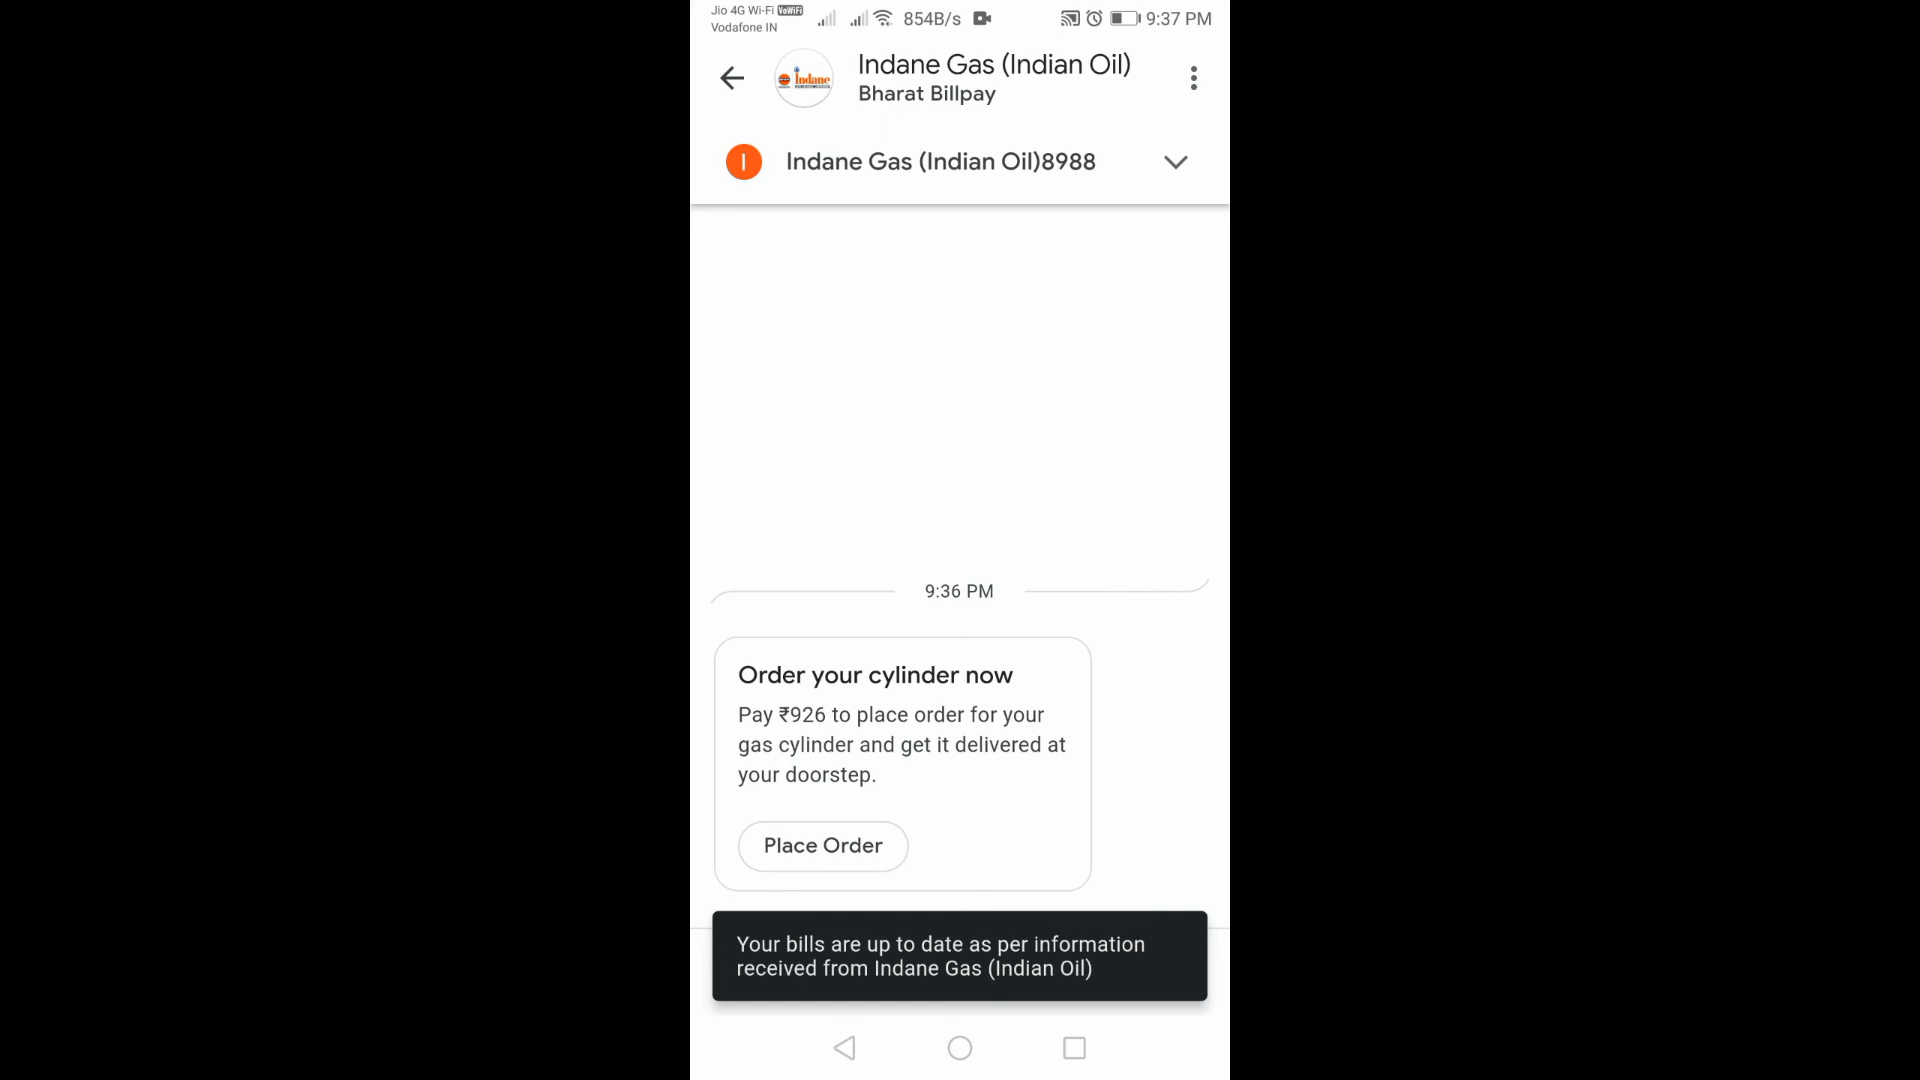 Jio 4G Wi-Fi VoWiFi
Vodafone IN
854B/s
9:37 PM
Indane
Indane Gas (Indian Oil)
Bharat Billpay
I
Indane Gas (Indian Oil)8988
9:36 PM
Order your cylinder now
Pay ₹926 to place order for your
gas cylinder and get it delivered at
your doorstep.
Place Order
Your bills are up to date as per information
received from Indane Gas (Indian Oil)